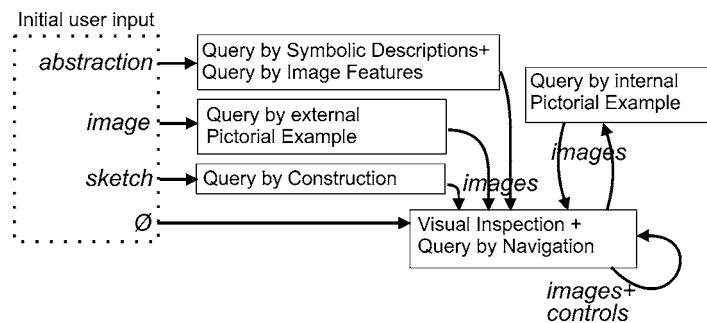 Initial user input
abstraction
Query by Symbolic Descriptions+
Query by Image Features
Query by internal
Pictorial Example
image
Query by external
Pictorial Example
images
sketch
Query by Construction
images
Ø
Visual Inspection +
Query by Navigation
images+
controls